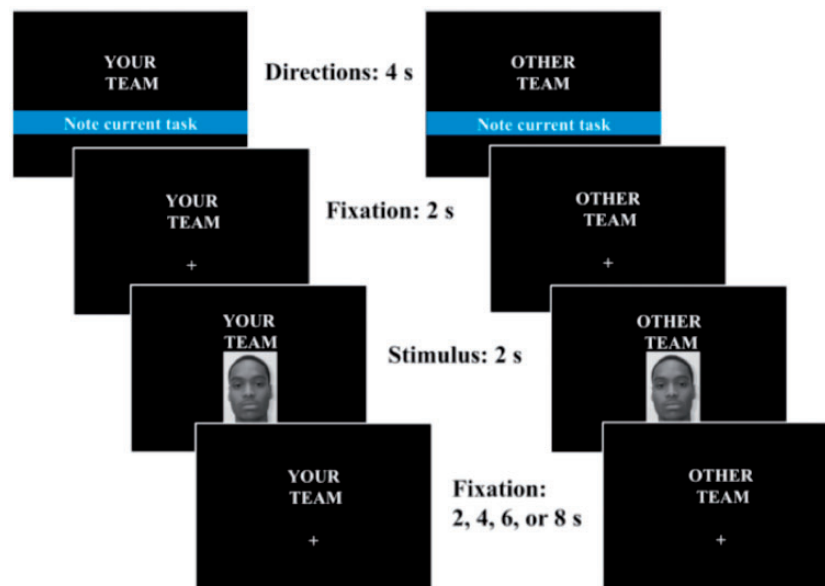 YOUR
TEAM
Note current task
Directions: 4 s
OTHER
TEAM
Note current task
YOUR
TEAM
+
Fixation: 2 s
OTHER
TEAM
+
YOUR
TEAM
Stimulus: 2 s
OTHER
TEAM
YOUR
TEAM
+
Fixation:
2, 4, 6, or 8 s
OTHER
TEAM
+